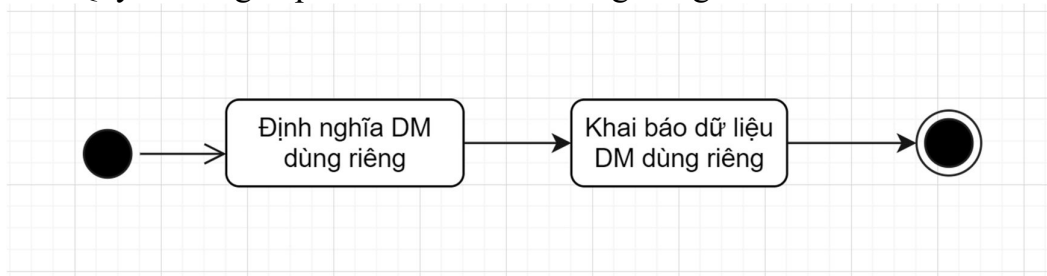 Định nghĩa DM
dùng riêng
Khai báo dữ liệu
DM dùng riêng